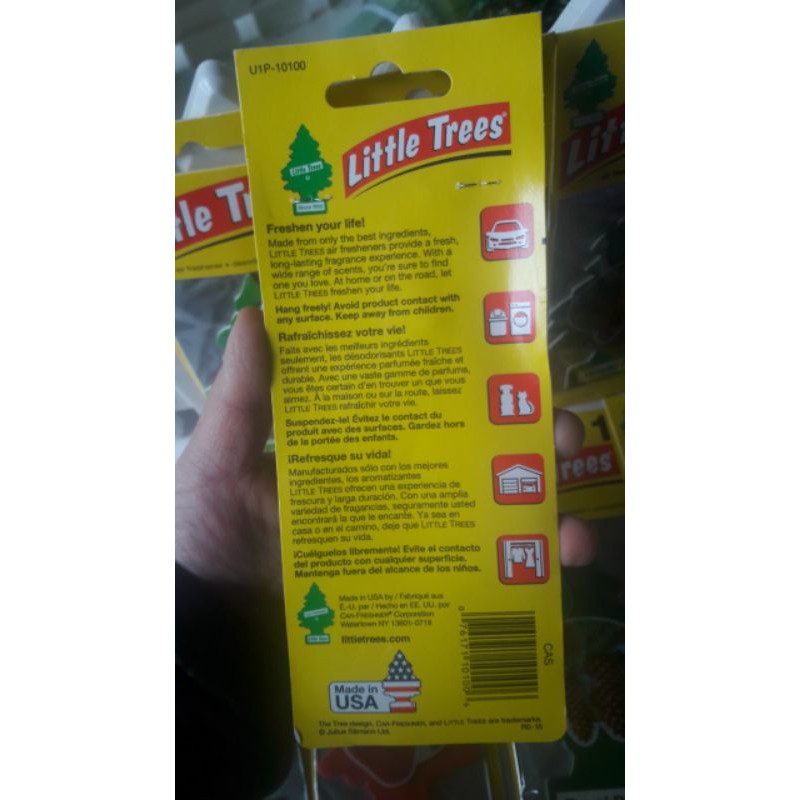 U1P-10100
Little Trees
Little Trees
Freshen your life!
Made from only the best ingredients,
LITTLE TREES air fresheners provide a fresh,
long-lasting fragrance experience. With a
wide range of scents, you're sure to find
one you love. At home or on the road, let
LITTLE TREES freshen your life.
Hang freely! Avoid product contact with
any surface. Keep away from children.
Rafraîchissez votre vie!
Faits avec les meilleurs ingrédients
seulement, les désodorisants LITTLE TREES
offrent une expérience parfumée fraîche et
durable. Avec une vaste gamme de parfums,
vous êtes certain d'en trouver un que vous
aimez. À la maison ou sur la route, laissez
LITTLE TREES rafraîchir votre vie.
Suspendez-le! Évitez le contact du
produit avec des surfaces. Gardez hors
de la portée des enfants.
¡Refresque su vida!
Manufacturados sólo con los mejores
ingredientes, los aromatizantes
LITTLE TREES ofrecen una experiencia de
frescura y larga duración. Con una amplia
variedad de fragancias, seguramente usted
encontrará la que le encante. Ya sea en
casa o en el camino, deje que LITTLE TREES
refresquen su vida.
¡Cuélguelos libremente! Evite el contacto
del producto con cualquier superficie.
Mantenga fuera del alcance de los niños.
Made in USA by / Fabriqué aux
E.-U. par / Hecho en EE. UU. por
CAR-FRESHNER® Corporation
Watertown NY 13601-0719
littletrees.com
CAS
Made in
USA
The Tree design, CAR-FRESHNER, and LITTLE TREES are trademarks.
© Julius Sämann Ltd.
tle Tr
Litt
1
rees